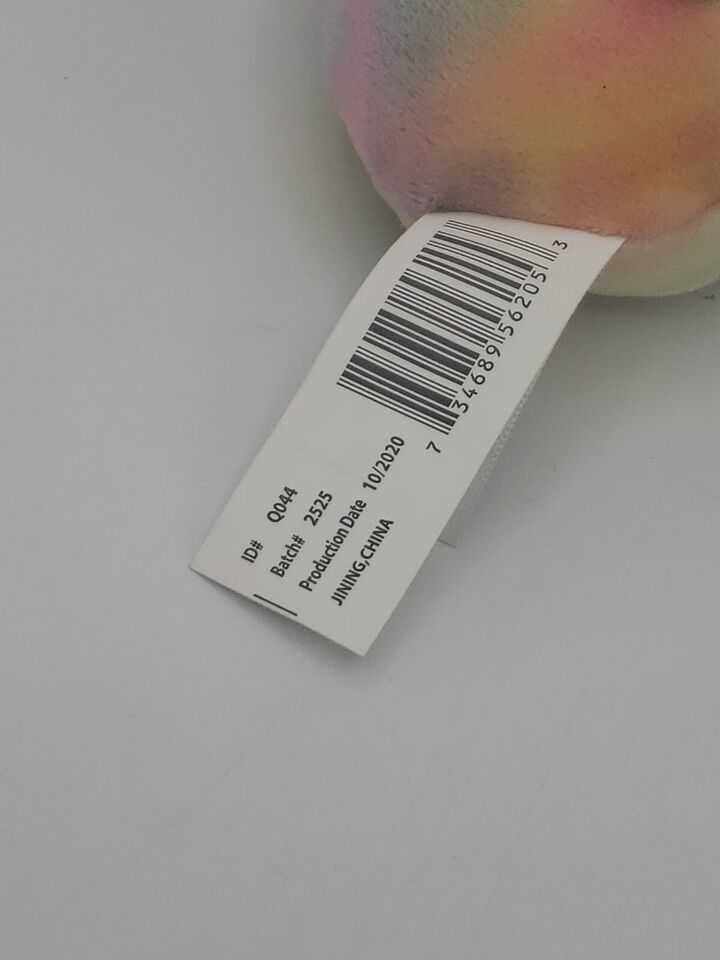 7 34689 56205 3
ID# Q044
Batch# 2525
Production Date 10/2020
JINING,CHINA